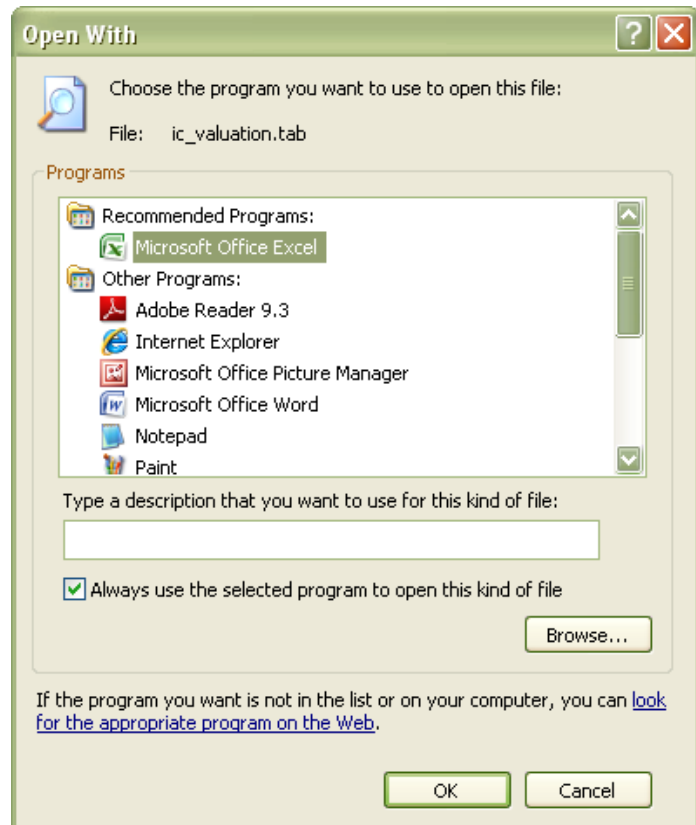 Open With
Choose the program you want to use to open this file:
File: ic_valuation.tab
Programs
Recommended Programs:
Microsoft Office Excel
Other Programs:
Adobe Reader 9.3
Internet Explorer
Microsoft Office Picture Manager
Microsoft Office Word
Notepad
Paint
Type a description that you want to use for this kind of file:
Always use the selected program to open this kind of file
Browse...
If the program you want is not in the list or on your computer, you can look
for the appropriate program on the Web.
OK Cancel